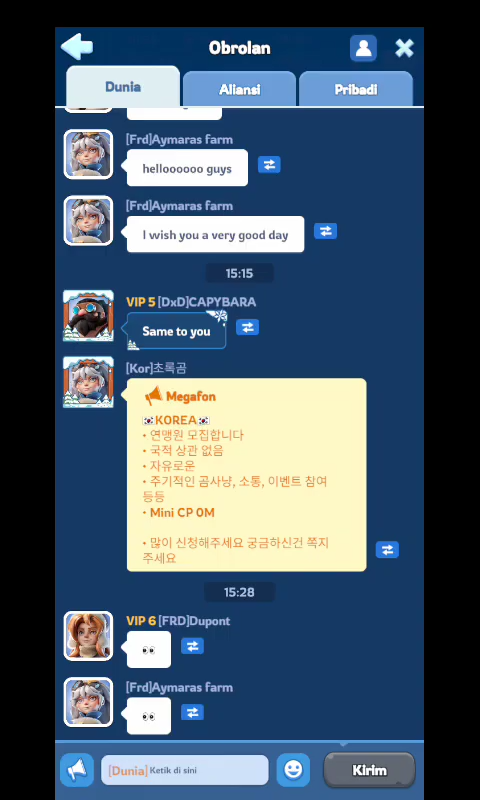 Obrolan
Dunia
Aliansi
Pribadi
[Frd]Aymaras farm
helloooooo guys
[Frd]Aymaras farm
I wish you a very good day
15:15
VIP 5 [DxD]CAPYBARA
Same to you
[Kor]초록곰
Megafon
🇰🇷KOREA🇰🇷
• 연맹원 모집합니다
• 국적 상관 없음
• 자유로운
• 주기적인 곰사냥, 소통, 이벤트 참여
등등
• Mini CP 0M
• 많이 신청해주세요 궁금하신건 쪽지
주세요
15:28
VIP 6 [FRD]Dupont
👀
[Frd]Aymaras farm
👀
[Dunia] Ketik di sini
Kirim